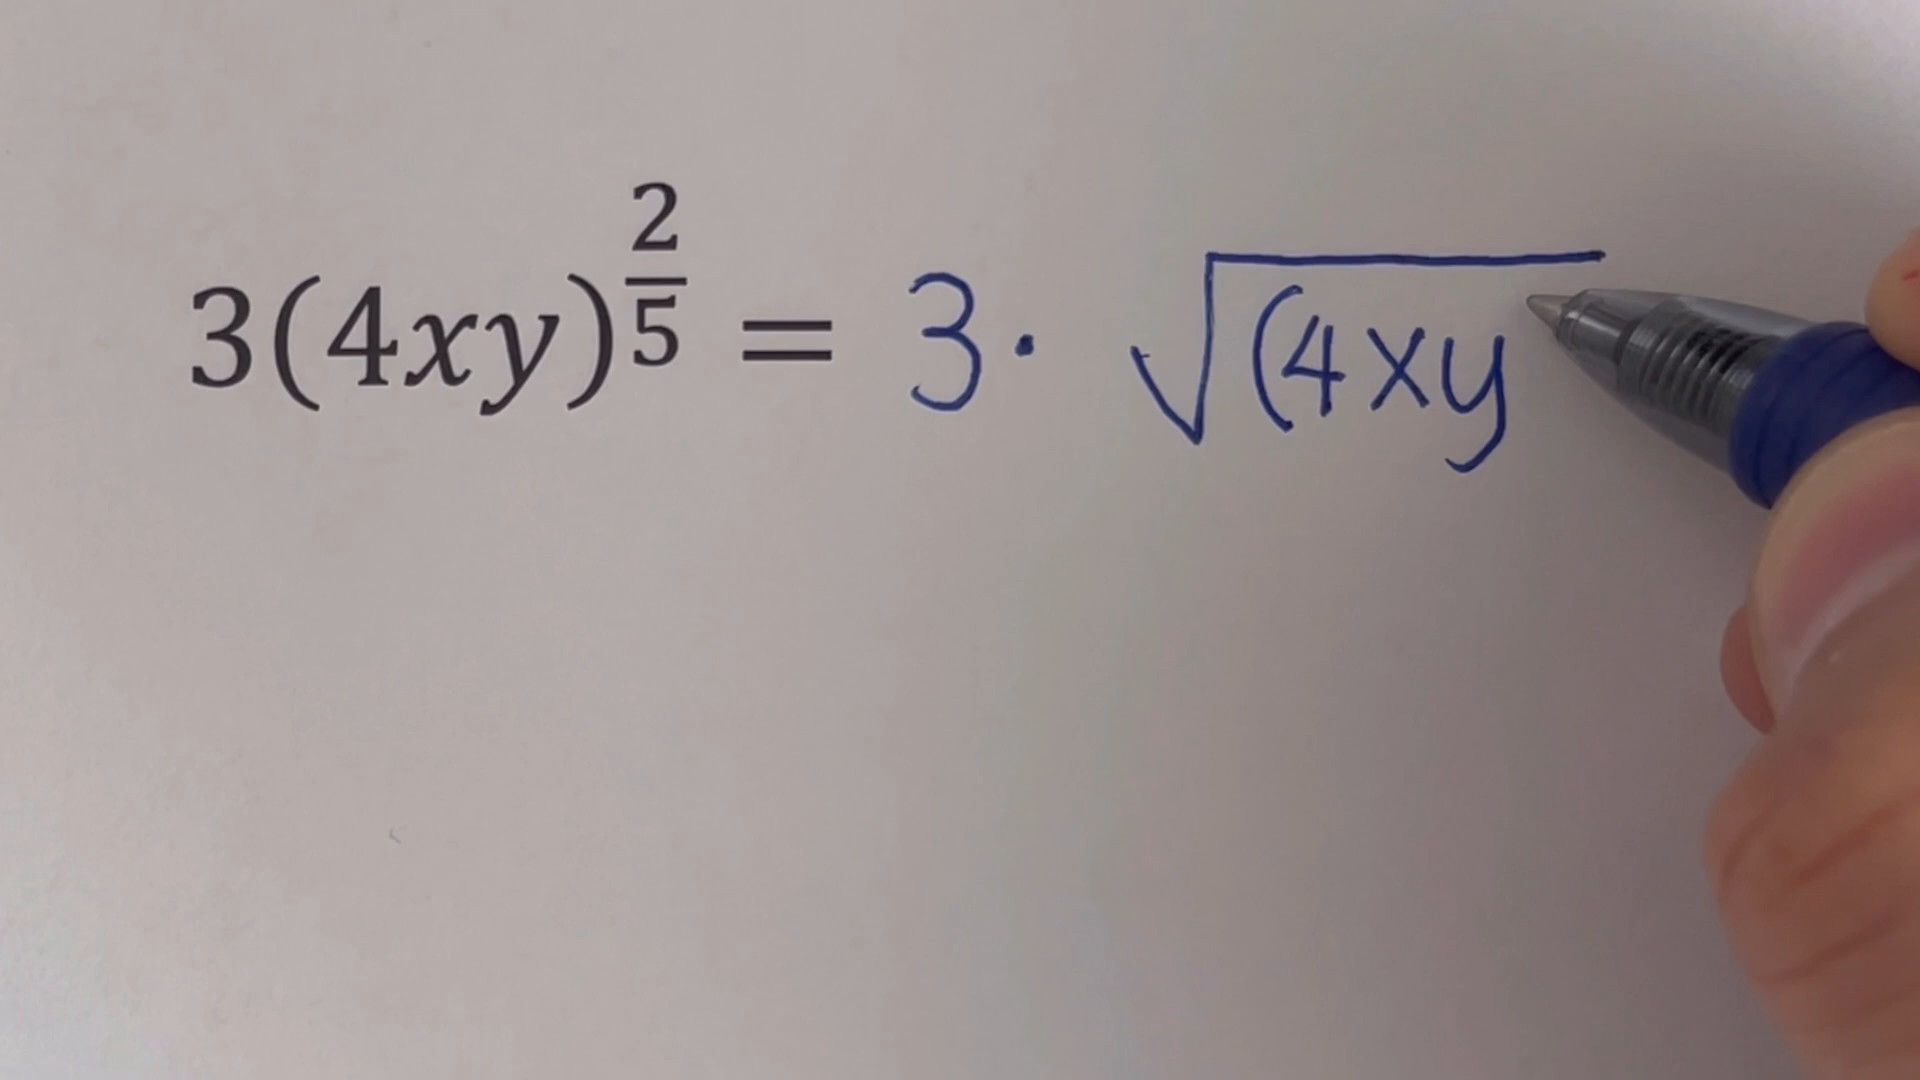 3(4xy)^{2/5} = 3 · √(4xy